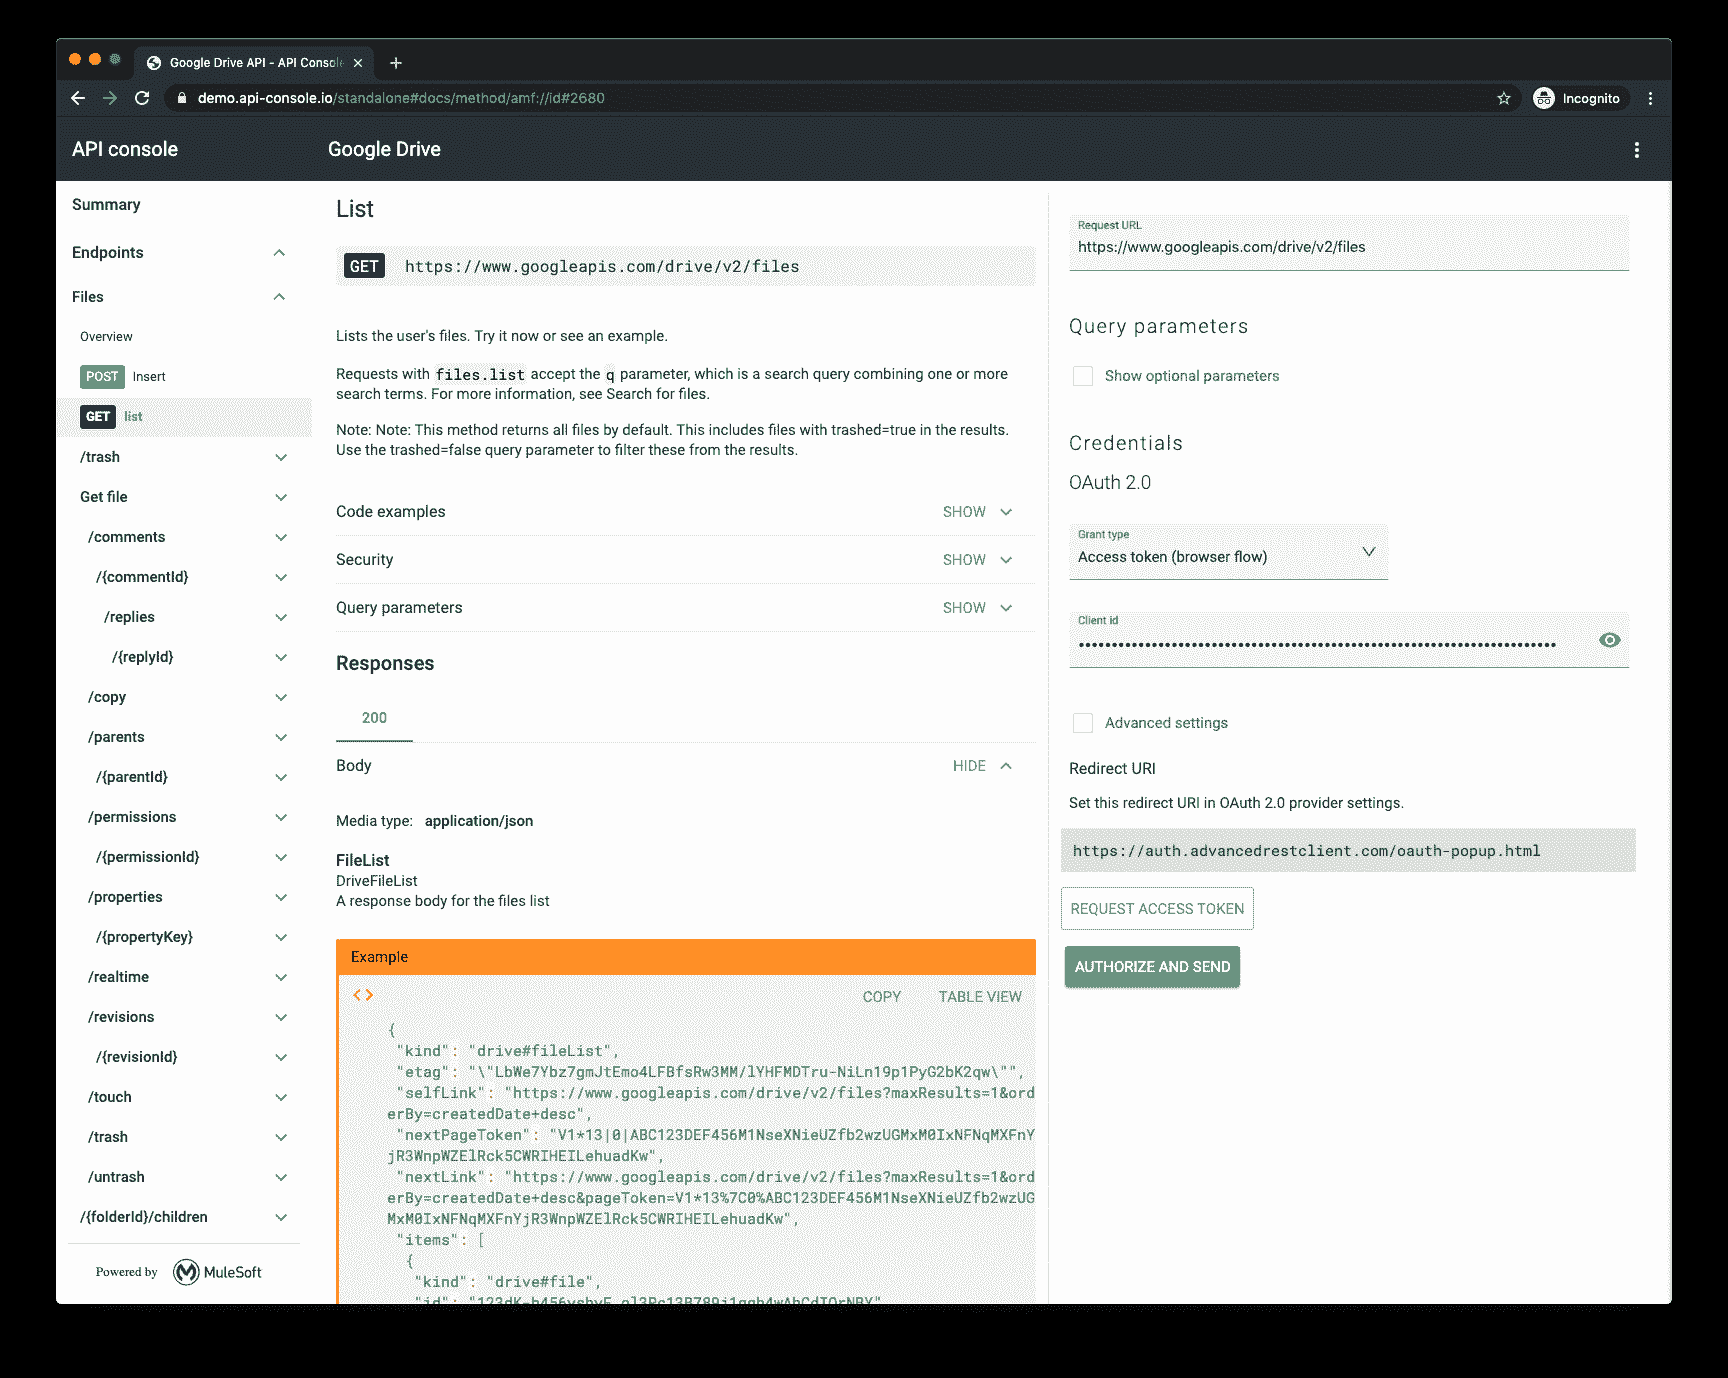 Google Drive API - API Console
demo.api-console.io/standalone#docs/method/amf://id#2680
Incognito
API console
Google Drive
Summary
Endpoints
Files
Overview
POST Insert
GET list
/trash
Get file
/comments
/{commentId}
/replies
/{replyId}
/copy
/parents
/{parentId}
/permissions
/{permissionId}
/properties
/{propertyKey}
/realtime
/revisions
/{revisionId}
/touch
/trash
/untrash
/{folderId}/children
Powered by MuleSoft
List
GET https://www.googleapis.com/drive/v2/files
Lists the user's files. Try it now or see an example.
Requests with files.list accept the q parameter, which is a search query combining one or more
search terms. For more information, see Search for files.
Note: Note: This method returns all files by default. This includes files with trashed=true in the results.
Use the trashed=false query parameter to filter these from the results.
Code examples SHOW
Security SHOW
Query parameters SHOW
Responses
200
Body HIDE
Media type: application/json
FileList
DriveFileList
A response body for the files list
Example
COPY TABLE VIEW
{
"kind": "drive#fileList",
"etag": "\"LbWe7Ybz7gmJtEmo4LFBfsRw3MM/lYHFMDTru-NiLn19p1PyG2bK2qw\"",
"selfLink": "https://www.googleapis.com/drive/v2/files?maxResults=1&ord
erBy=createdDate+desc",
"nextPageToken": "V1*13|0|ABC123DEF456M1NseXNieUZfb2wzUGMxM0IxNFNqMXFnY
jR3WnpWZElRck5CWRIHEILehuadKw",
"nextLink": "https://www.googleapis.com/drive/v2/files?maxResults=1&ord
erBy=createdDate+desc&pageToken=V1*13%7C0%ABC123DEF456M1NseXNieUZfb2wzUG
MxM0IxNFNqMXFnYjR3WnpWZElRck5CWRIHEILehuadKw",
"items": [
{
"kind": "drive#file",
"id":
Request URL
https://www.googleapis.com/drive/v2/files
Query parameters
Show optional parameters
Credentials
OAuth 2.0
Grant type
Access token (browser flow)
Client id
Advanced settings
Redirect URI
Set this redirect URI in OAuth 2.0 provider settings.
https://auth.advancedrestclient.com/oauth-popup.html
REQUEST ACCESS TOKEN
AUTHORIZE AND SEND